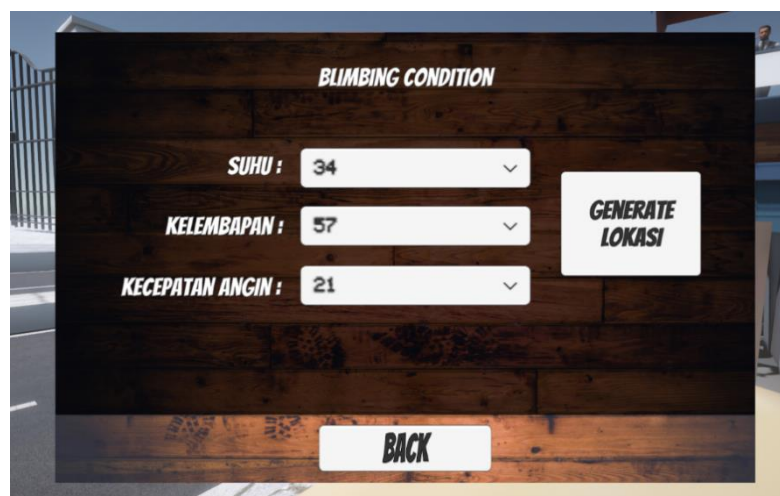 BLIMBING CONDITION
SUHU : 34
KELEMBAPAN : 57
KECEPATAN ANGIN : 21
GENERATE
LOKASI
BACK